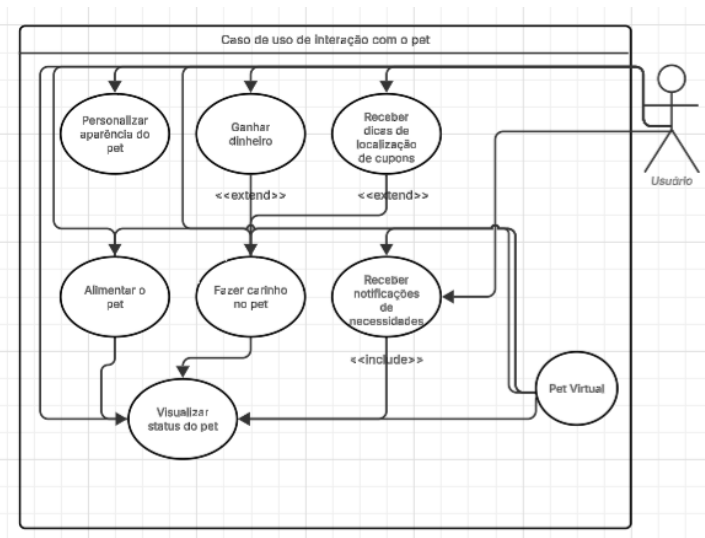 Caso de uso de interação com o pet
Personalizar
aparência do
pet
Ganhar
dinheiro
Receber
dicas de
localização
de cupons
Usuário
<<extend>>
<<extend>>
Alimentar o
pet
Fazer carinho
no pet
Receber
notificações
de
necessidades
<<include>>
Pet Virtual
Visualizar
status do pet